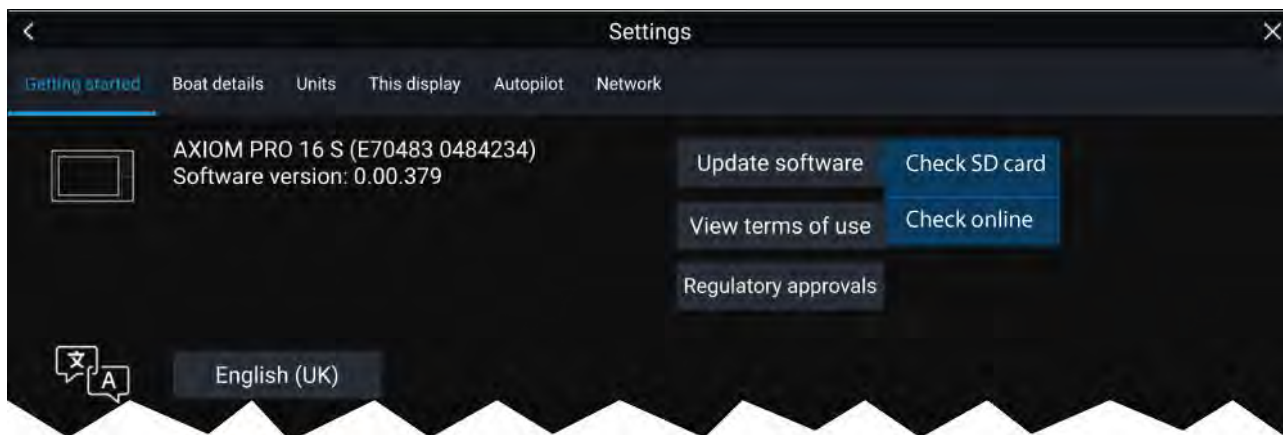 Settings
Getting started Boat details Units This display Autopilot Network
AXIOM PRO 16 S (E70483 0484234)
Software version: 0.00.379
Update software Check SD card
View terms of use Check online
Regulatory approvals
文 A
English (UK)